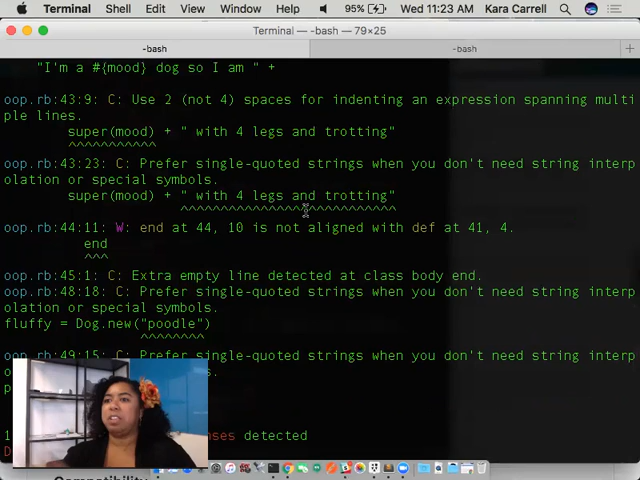 Terminal Shell Edit View Window Help 95% Wed 11:23 AM Kara Carrell
Terminal — -bash — 79×25
-bash -bash
"I'm a #{mood} dog so I am " +
oop.rb:43:9: C: Use 2 (not 4) spaces for indenting an expression spanning multi
ple lines.
super(mood) + " with 4 legs and trotting"
^^^^^^^^^^^
oop.rb:43:23: C: Prefer single-quoted strings when you don't need string interp
olation or special symbols.
super(mood) + " with 4 legs and trotting"
^^^^^^^^^^^^^^^^^^^^^^^^^^^
oop.rb:44:11: W: end at 44, 10 is not aligned with def at 41, 4.
end
^^^
oop.rb:45:1: C: Extra empty line detected at class body end.
oop.rb:48:18: C: Prefer single-quoted strings when you don't need string interp
olation or special symbols.
fluffy = Dog.new("poodle")
^^^^^^^^
oop.rb:49:15: C: Prefer single-quoted strings when you don't need string interp
ols.
p
1 detected
Compatibility